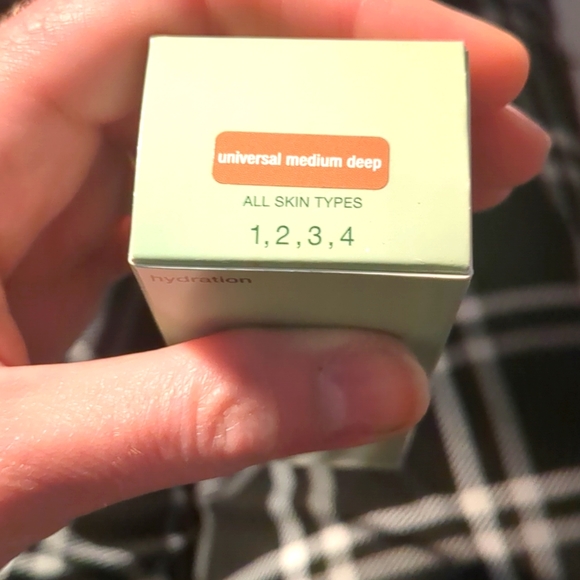 universal medium deep
ALL SKIN TYPES
1,2,3,4
hydration